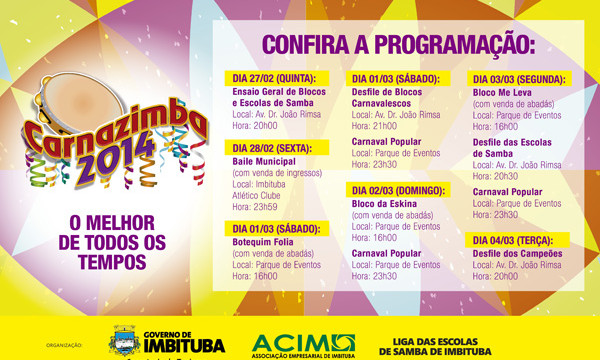 Carnazimba
2014
O MELHOR
DE TODOS OS
TEMPOS
CONFIRA A PROGRAMAÇÃO:
DIA 27/02 (QUINTA):
Ensaio Geral de Blocos
e Escolas de Samba
Local: Av. Dr. João Rimsa
Hora: 20h00
DIA 28/02 (SEXTA):
Baile Municipal
(com venda de ingressos)
Local: Imbituba
Atlético Clube
Hora: 23h59
DIA 01/03 (SÁBADO):
Botequim Folia
(com venda de abadás)
Local: Parque de Eventos
Hora: 16h00
DIA 01/03 (SÁBADO):
Desfile de Blocos
Carnavalescos
Local: Av. Dr. João Rimsa
Hora: 21h00
Carnaval Popular
Local: Parque de Eventos
Hora: 23h30
DIA 02/03 (DOMINGO):
Bloco da Eskina
(com venda de abadás)
Local: Parque de Eventos
Hora: 16h00
Carnaval Popular
Local: Parque de Eventos
Hora: 23h30
DIA 03/03 (SEGUNDA):
Bloco Me Leva
(com venda de abadás)
Local: Parque de Eventos
Hora: 16h00
Desfile das Escolas
de Samba
Local: Av. Dr. João Rimsa
Hora: 20h30
Carnaval Popular
Local: Parque de Eventos
Hora: 23h30
DIA 04/03 (TERÇA):
Desfile dos Campeões
Local: Av. Dr. João Rimsa
Hora: 20h00
ORGANIZAÇÃO:
GOVERNO DE
IMBITUBA
ACIM
ASSOCIAÇÃO EMPRESARIAL DE IMBITUBA
LIGA DAS ESCOLAS
DE SAMBA DE IMBITUBA